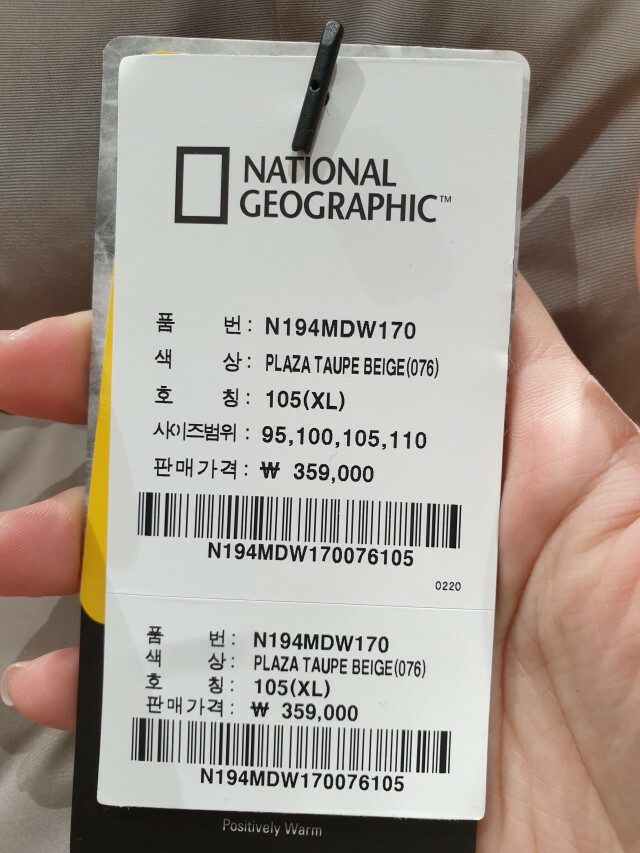 NATIONAL
GEOGRAPHIC™
품 번 : N194MDW170
색 상 : PLAZA TAUPE BEIGE(076)
호 칭 : 105(XL)
사이즈범위 : 95,100,105,110
판매가격 : ₩ 359,000
N194MDW170076105
0220
품 번 : N194MDW170
색 상 : PLAZA TAUPE BEIGE(076)
호 칭 : 105(XL)
판매가격 : ₩ 359,000
N194MDW170076105
Positively Warm